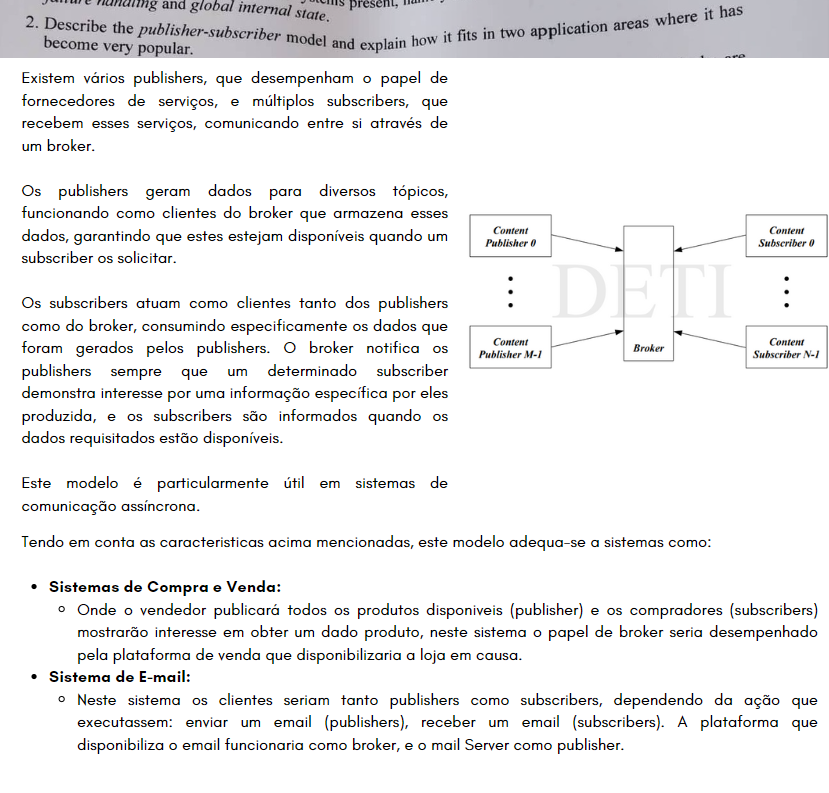 handling and global internal state.
2. Describe the publisher-subscriber model and explain how it fits in two application areas where it has
become very popular.
Existem vários publishers, que desempenham o papel de
fornecedores de serviços, e múltiplos subscribers, que
recebem esses serviços, comunicando entre si através de
um broker.
Os publishers geram dados para diversos tópicos,
funcionando como clientes do broker que armazena esses
dados, garantindo que estes estejam disponíveis quando um
subscriber os solicitar.
Os subscribers atuam como clientes tanto dos publishers
como do broker, consumindo especificamente os dados que
foram gerados pelos publishers. O broker notifica os
publishers sempre que um determinado subscriber
demonstra interesse por uma informação específica por eles
produzida, e os subscribers são informados quando os
dados requisitados estão disponíveis.
Este modelo é particularmente útil em sistemas de
comunicação assíncrona.
Content
Publisher 0
Content
Publisher M-1
Broker
DETI
Content
Subscriber 0
Content
Subscriber N-1
Tendo em conta as caracteristicas acima mencionadas, este modelo adequa-se a sistemas como:
• Sistemas de Compra e Venda:
○ Onde o vendedor publicará todos os produtos disponiveis (publisher) e os compradores (subscribers)
mostrarão interesse em obter um dado produto, neste sistema o papel de broker seria desempenhado
pela plataforma de venda que disponibilizaria a loja em causa.
• Sistema de E-mail:
○ Neste sistema os clientes seriam tanto publishers como subscribers, dependendo da ação que
executassem: enviar um email (publishers), receber um email (subscribers). A plataforma que
disponibiliza o email funcionaria como broker, e o mail Server como publisher.